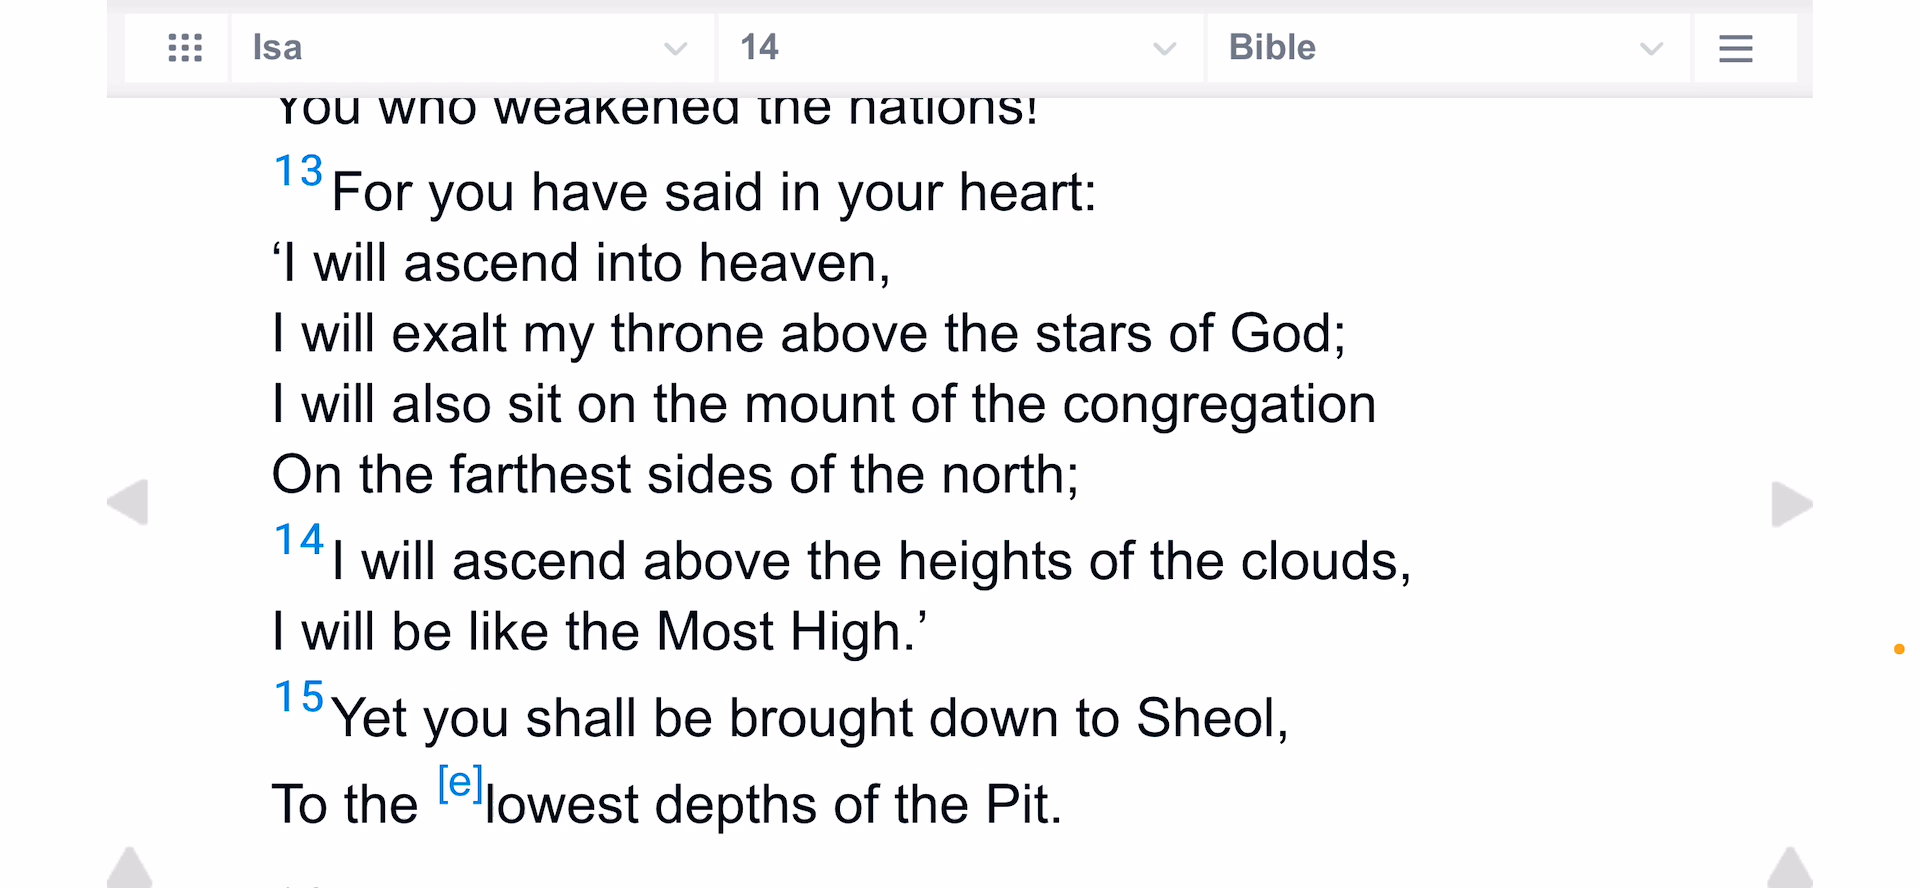 Isa 14 Bible
You who weakened the nations!
13 For you have said in your heart:
‘I will ascend into heaven,
I will exalt my throne above the stars of God;
I will also sit on the mount of the congregation
On the farthest sides of the north;
14 I will ascend above the heights of the clouds,
I will be like the Most High.’
15 Yet you shall be brought down to Sheol,
To the [e]lowest depths of the Pit.